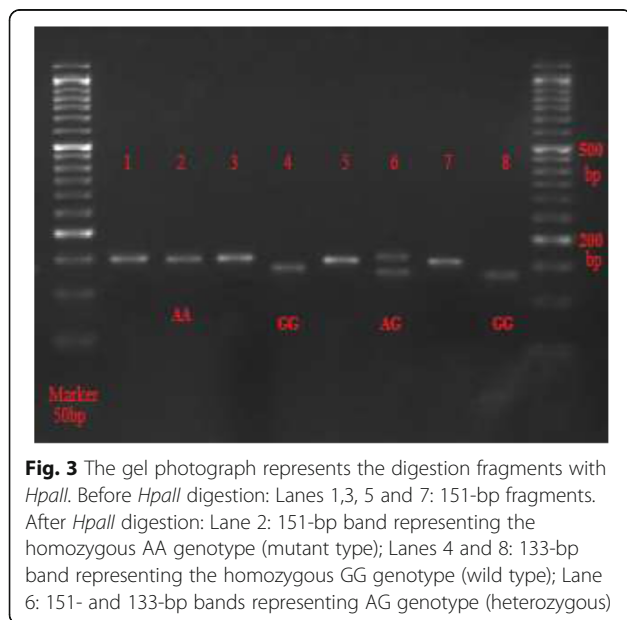 1 2 3 4 5 6 7 8
500
bp
200
bp
AA GG AG GG
Marker
50bp
Fig. 3 The gel photograph represents the digestion fragments with
HpaII. Before HpaII digestion: Lanes 1,3, 5 and 7: 151-bp fragments.
After HpaII digestion: Lane 2: 151-bp band representing the
homozygous AA genotype (mutant type); Lanes 4 and 8: 133-bp
band representing the homozygous GG genotype (wild type); Lane
6: 151- and 133-bp bands representing AG genotype (heterozygous)